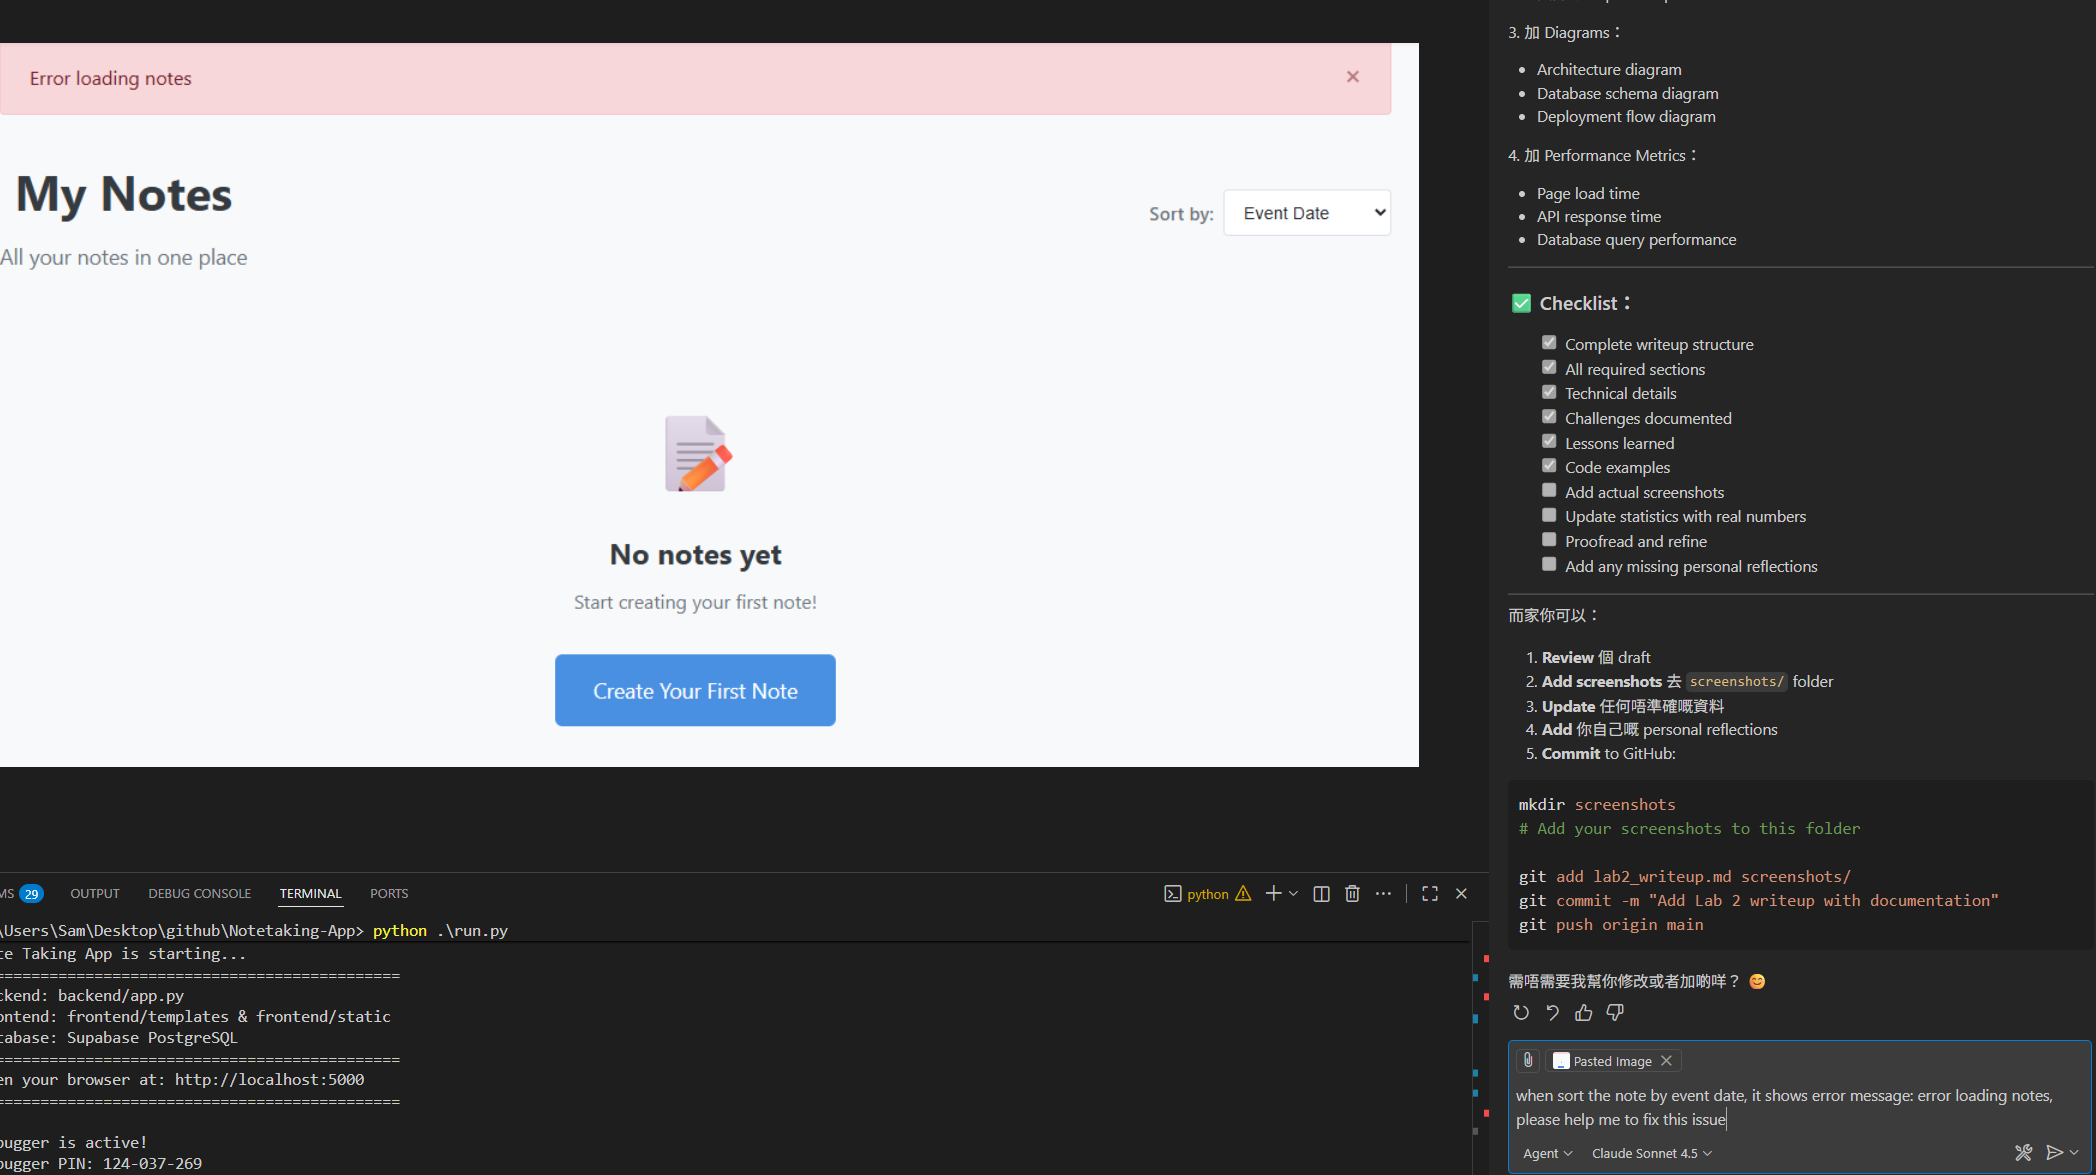 Error loading notes
My Notes
All your notes in one place
Sort by: Event Date
No notes yet
Start creating your first note!
Create Your First Note
MS 29 OUTPUT DEBUG CONSOLE TERMINAL PORTS
python
\Users\Sam\Desktop\github\Notetaking-App> python .\run.py
te Taking App is starting...
=============================================
ckend: backend/app.py
ontend: frontend/templates & frontend/static
tabase: Supabase PostgreSQL
=============================================
en your browser at: http://localhost:5000
=============================================
bugger is active!
bugger PIN: 124-037-269
3. 加 Diagrams：
• Architecture diagram
• Database schema diagram
• Deployment flow diagram
4. 加 Performance Metrics：
• Page load time
• API response time
• Database query performance
✅ Checklist：
Complete writeup structure
All required sections
Technical details
Challenges documented
Lessons learned
Code examples
Add actual screenshots
Update statistics with real numbers
Proofread and refine
Add any missing personal reflections
而家你可以：
1. Review 個 draft
2. Add screenshots 去 screenshots/ folder
3. Update 任何唔準確嘅資料
4. Add 你自己嘅 personal reflections
5. Commit to GitHub:
mkdir screenshots
# Add your screenshots to this folder
git add lab2_writeup.md screenshots/
git commit -m "Add Lab 2 writeup with documentation"
git push origin main
需唔需要我幫你修改或者加啲咩？ 😊
Pasted Image
when sort the note by event date, it shows error message: error loading notes,
please help me to fix this issue
Agent Claude Sonnet 4.5